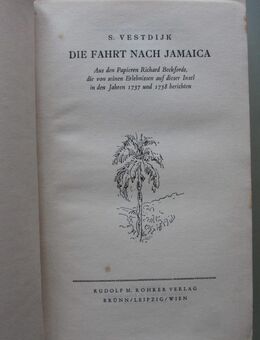 S. VESTDIJK
DIE FAHRT NACH JAMAICA
Aus den Papieren Richard Beckfords,
die von seinen Erlebnissen auf dieser Insel
in den Jahren 1737 und 1738 berichten
RUDOLF M. ROHRER VERLAG
BRÜNN/LEIPZIG/WIEN